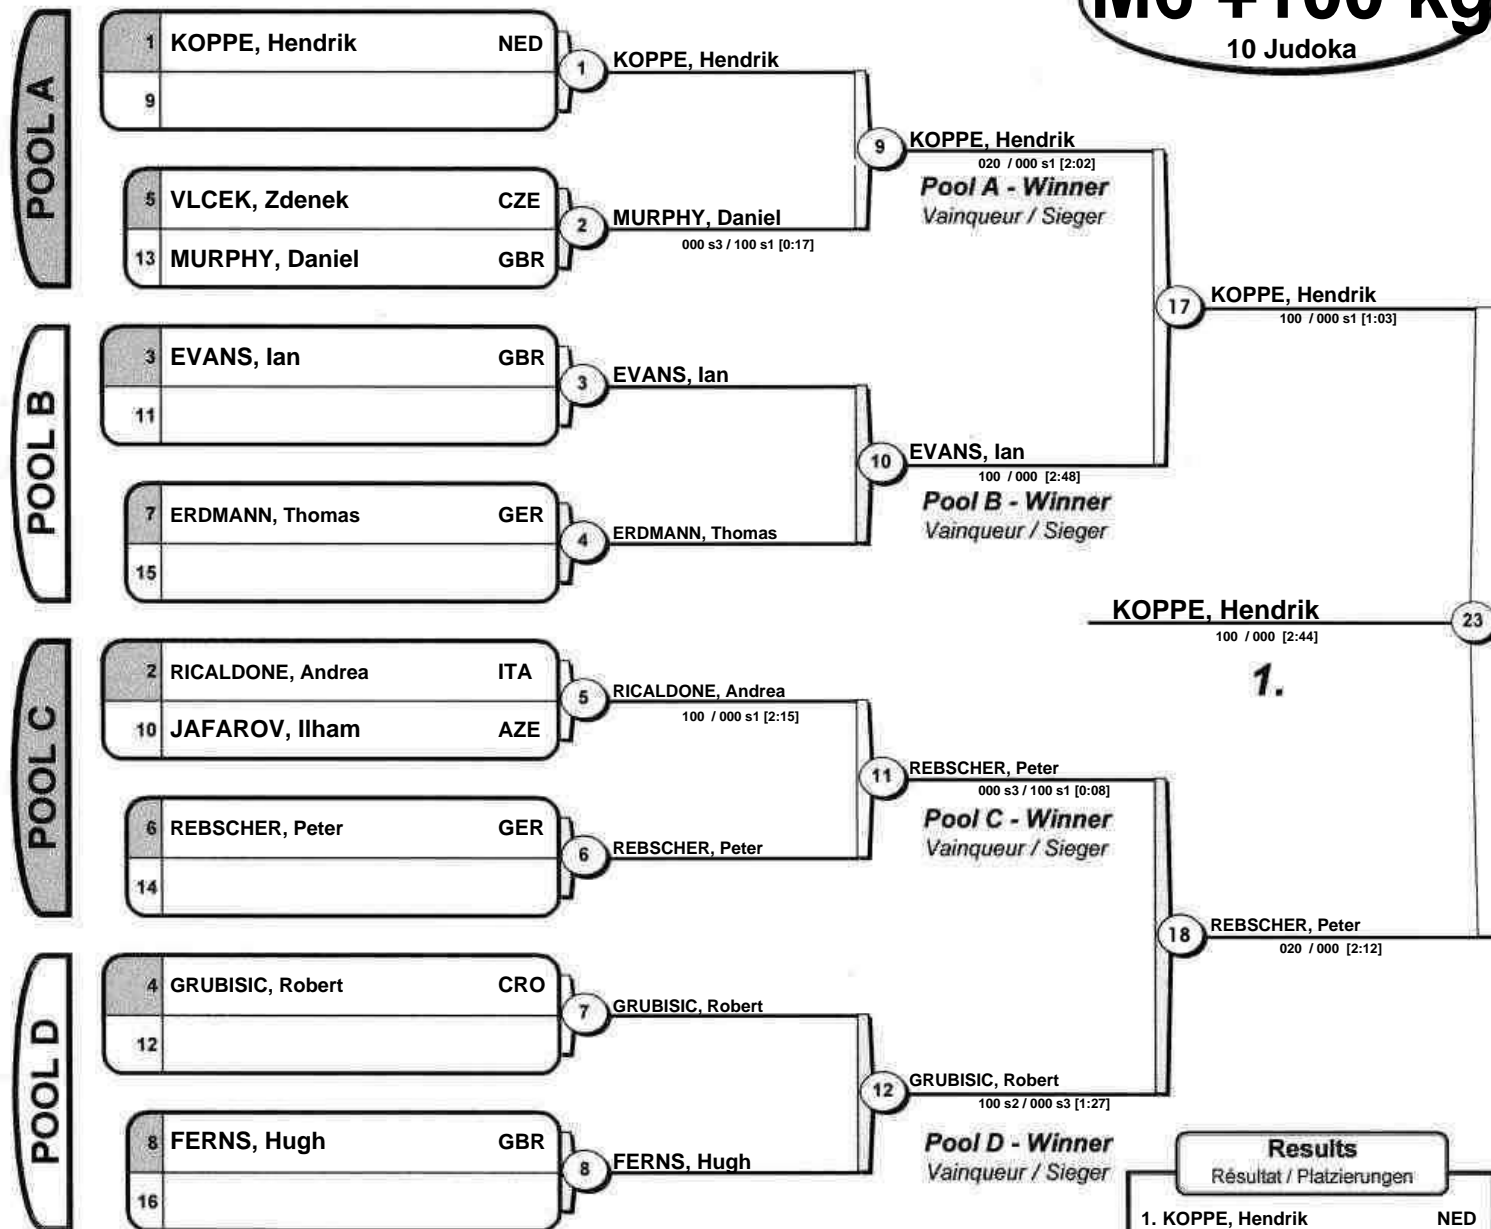 M6 +100 kg
10 Judoka
POOL A
1 KOPPE, Hendrik NED
9
5 VLCEK, Zdenek CZE
13 MURPHY, Daniel GBR
1 KOPPE, Hendrik
2 MURPHY, Daniel
000 s3 / 100 s1 [0:17]
9 KOPPE, Hendrik
020 / 000 s1 [2:02]
Pool A - Winner
Vainqueur / Sieger
POOL B
3 EVANS, Ian GBR
11
7 ERDMANN, Thomas GER
15
3 EVANS, Ian
4 ERDMANN, Thomas
10 EVANS, Ian
100 / 000 [2:48]
Pool B - Winner
Vainqueur / Sieger
17 KOPPE, Hendrik
100 / 000 s1 [1:03]
KOPPE, Hendrik 23
100 / 000 [2:44]
1.
POOL C
2 RICALDONE, Andrea ITA
10 JAFAROV, Ilham AZE
6 REBSCHER, Peter GER
14
5 RICALDONE, Andrea
100 / 000 s1 [2:15]
6 REBSCHER, Peter
11 REBSCHER, Peter
000 s3 / 100 s1 [0:08]
Pool C - Winner
Vainqueur / Sieger
18 REBSCHER, Peter
020 / 000 [2:12]
POOL D
4 GRUBISIC, Robert CRO
12
8 FERNS, Hugh GBR
16
7 GRUBISIC, Robert
8 FERNS, Hugh
12 GRUBISIC, Robert
100 s2 / 000 s3 [1:27]
Pool D - Winner
Vainqueur / Sieger
Results
Résultat / Platzierungen
1. KOPPE, Hendrik NED